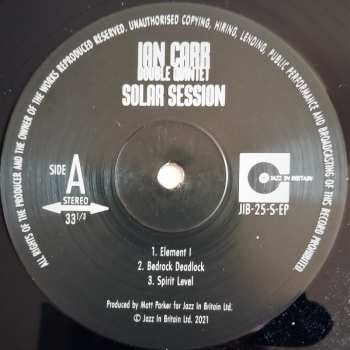 ALL RIGHTS OF THE PRODUCER AND THE OWNER OF THE WORKS REPRODUCED RESERVED. UNAUTHORISED COPYING, HIRING, LENDING, PUBLIC PERFORMANCE AND BROADCASTING OF THIS RECORD PROHIBITED.
IAN CARR
DOUBLE QUINTET
SOLAR SESSION
SIDE A
STEREO
33 1/3
JAZZ IN BRITAIN
JIB-25-S-EP
1. Element I
2. Bedrock Deadlock
3. Spirit Level
Produced by Matt Parker for Jazz In Britain Ltd.
© Jazz In Britain Ltd. 2021